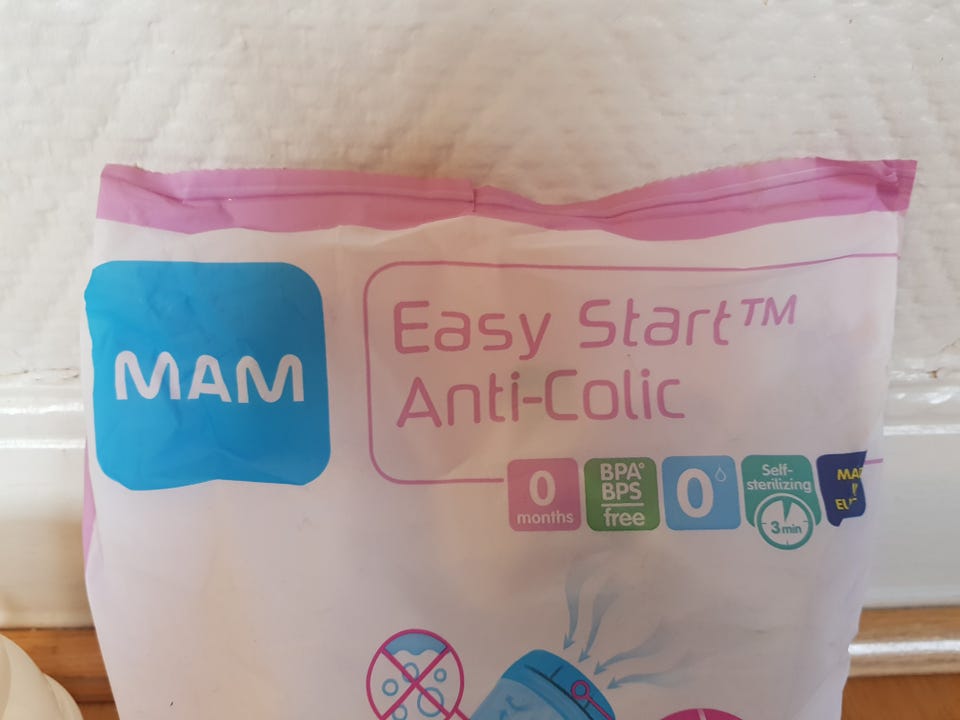 MAM
Easy Start™
Anti-Colic
0
months
BPA°
BPS
free
0
Self-
sterilizing
3 min